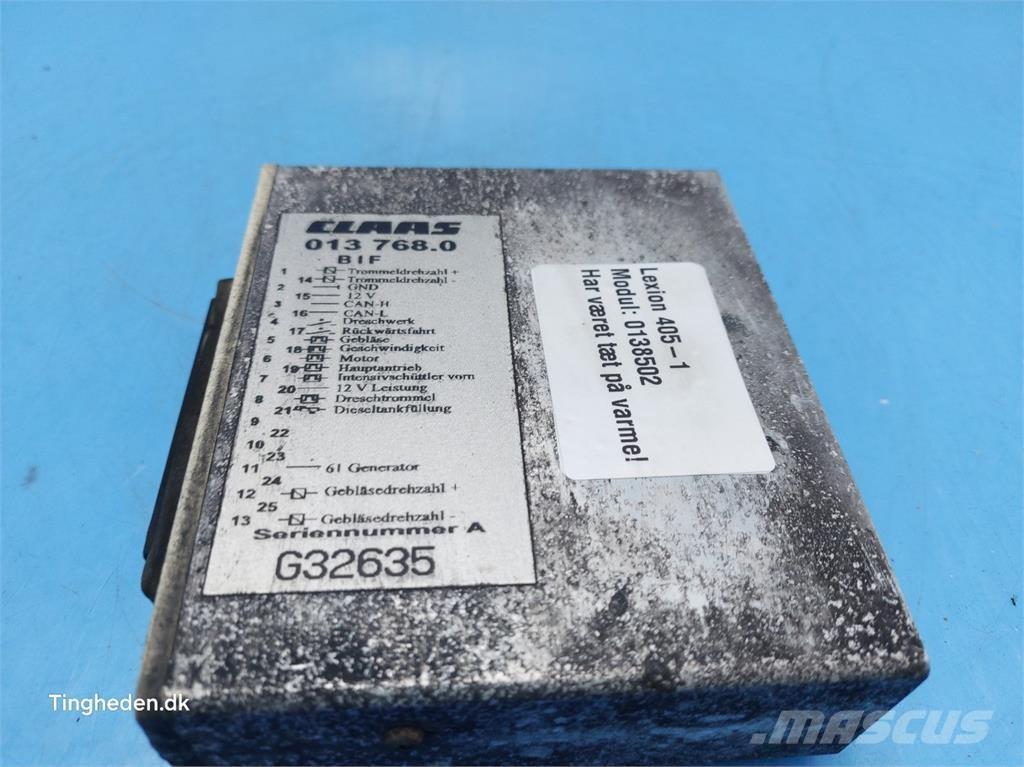 CLAAS
013 768.0
BIF
1 Trommeldrehzahl +
14 Trommeldrehzahl -
2 GND
15 12 V
3 CAN-H
16 CAN-L
4 Dreschwerk
17 Rückwärtsfahrt
5 Gebläse
18 Geschwindigkeit
6 Motor
19 Hauptantrieb
7 Intensivschüttler vorn
20 12 V Leistung
8 Dreschtrommel
21 Dieseltankfüllung
9
22
10
23
11 61 Generator
24
12 Gebläsedrehzahl +
25
13 Gebläsedrehzahl -
Seriennummer A
G32635
Lexion 405 – 1
Modul: 0138502
Har været tæt på varme!
Tingheden.dk
MASCUS